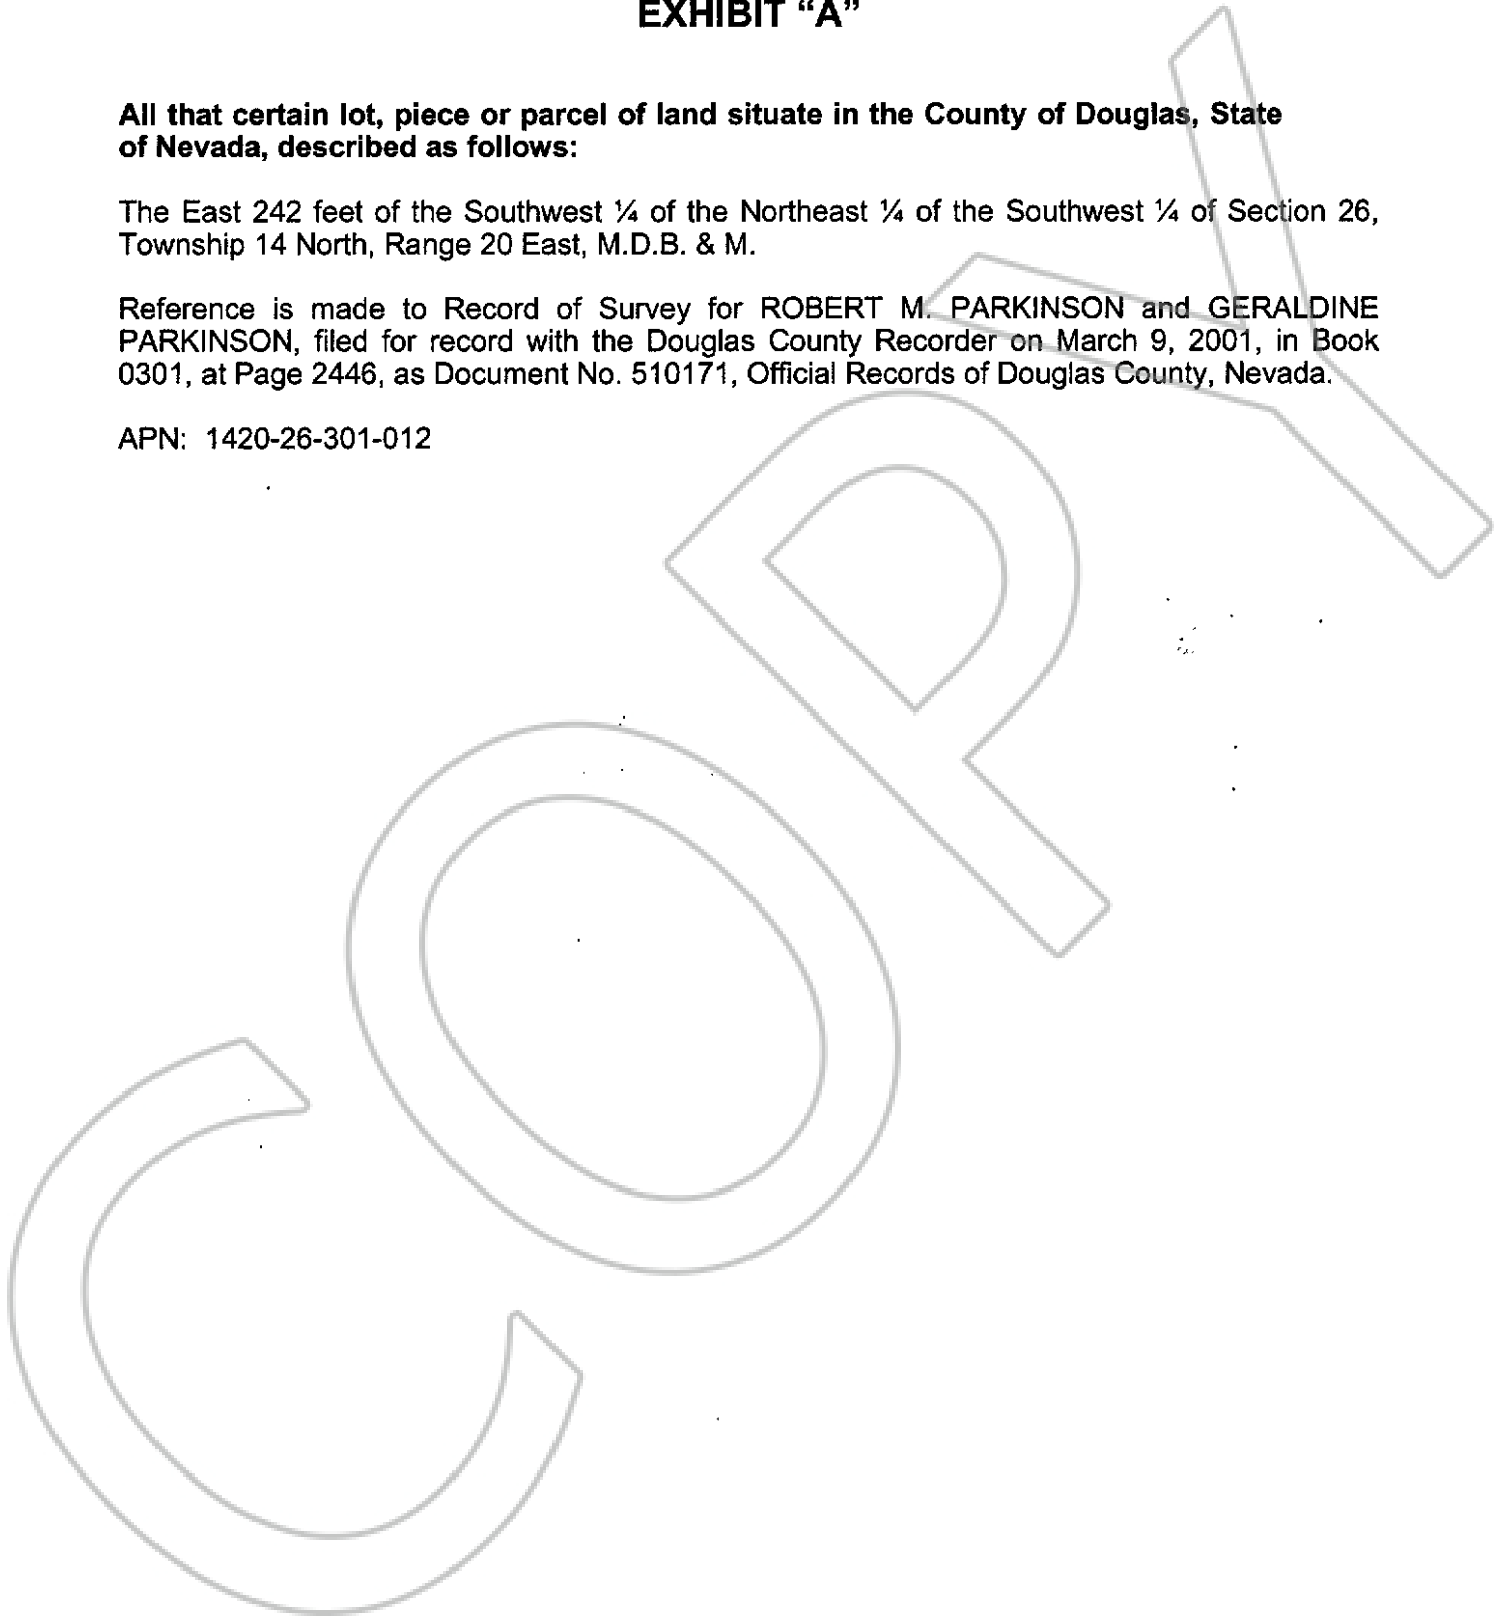 EXHIBIT “A”
All that certain lot, piece or parcel of land situate in the County of Douglas, State
of Nevada, described as follows:
The East 242 feet of the Southwest ¼ of the Northeast ¼ of the Southwest ¼ of Section 26,
Township 14 North, Range 20 East, M.D.B. & M.
Reference is made to Record of Survey for ROBERT M. PARKINSON and GERALDINE
PARKINSON, filed for record with the Douglas County Recorder on March 9, 2001, in Book
0301, at Page 2446, as Document No. 510171, Official Records of Douglas County, Nevada.
APN: 1420-26-301-012
COPY